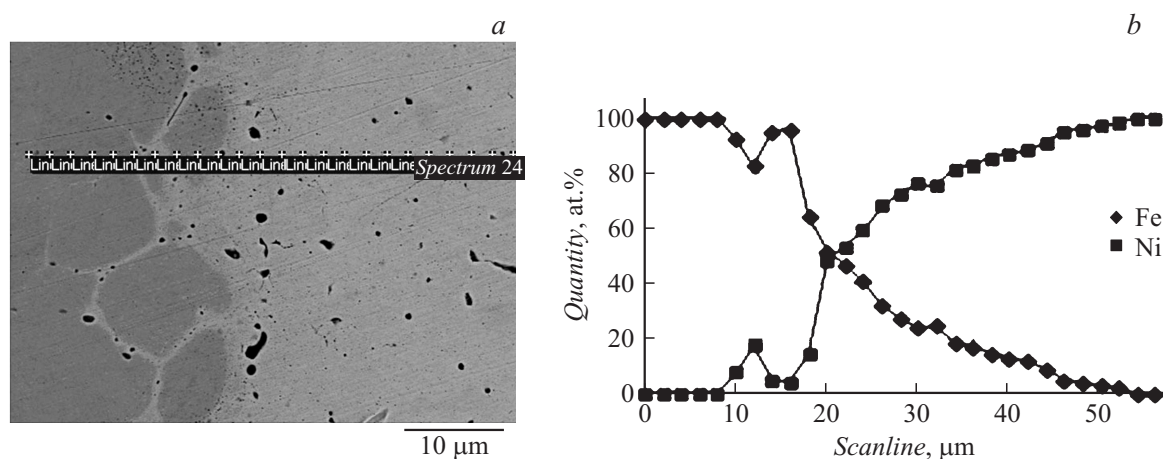 a
LinLinLineLinLinLinLineLinLinLinLineLinLinLinLinLinLineSpectrum 24
10 μm
b
Quantity, at.%
100
80
60
40
20
0
0 10 20 30 40 50
Scanline, μm
Fe
Ni